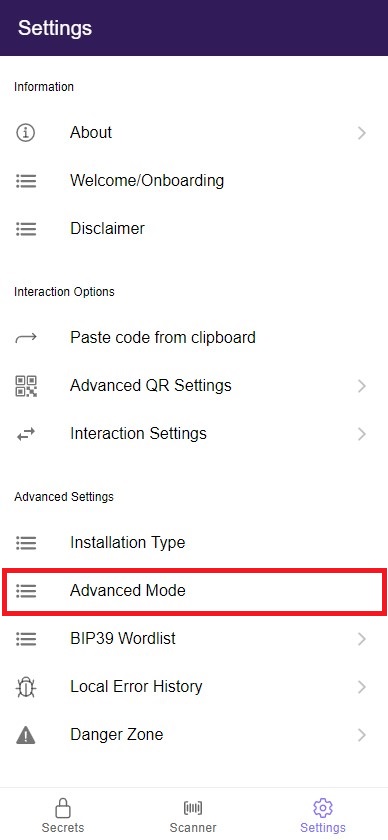 Settings
Information
About
Welcome/Onboarding
Disclaimer
Interaction Options
Paste code from clipboard
Advanced QR Settings
Interaction Settings
Advanced Settings
Installation Type
Advanced Mode
BIP39 Wordlist
Local Error History
Danger Zone
Secrets
Scanner
Settings